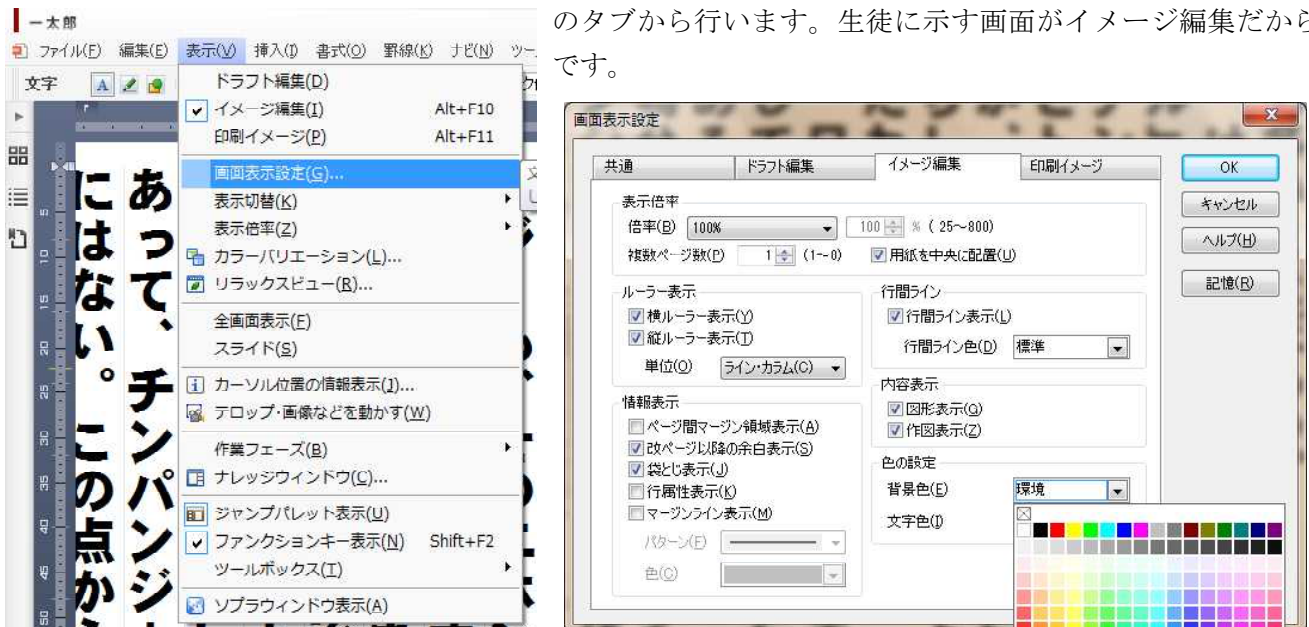 一太郎
ファイル(F) 編集(E) 表示(V) 挿入(I) 書式(O) 罫線(K) ナビ(N) ツー
文字
ドラフト編集(D)
イメージ編集(I) Alt+F10
印刷イメージ(P) Alt+F11
画面表示設定(G)...
表示切替(K)
表示倍率(Z)
カラーバリエーション(L)...
リラックスビュー(R)...
全画面表示(F)
スライド(S)
カーソル位置の情報表示(J)...
テロップ・画像などを動かす(W)
作業フェーズ(B)
ナレッジウィンドウ(C)...
ジャンプパレット表示(U)
ファンクションキー表示(N) Shift+F2
ツールボックス(T)
ソプラウィンドウ表示(A)
5
10
15
20
25
30
35
40
45
50
あって、チンパンジ
にはない。この点か
のタブから行います。生徒に示す画面がイメージ編集だから
です。
画面表示設定
共通 ドラフト編集 イメージ編集 印刷イメージ
OK
キャンセル
ヘルプ(H)
記憶(R)
表示倍率
倍率(B) 100% 100 % ( 25～800)
複数ページ数(P) 1 (1～0) 用紙を中央に配置(U)
ルーラー表示
横ルーラー表示(Y)
縦ルーラー表示(T)
単位(O) ライン・カラム(C)
情報表示
ページ間マージン領域表示(A)
改ページ以降の余白表示(S)
袋とじ表示(J)
行属性表示(K)
マージンライン表示(M)
パターン(F)
色(C)
行間ライン
行間ライン表示(L)
行間ライン色(D) 標準
内容表示
図形表示(G)
作図表示(Z)
色の設定
背景色(E) 環境
文字色(I)